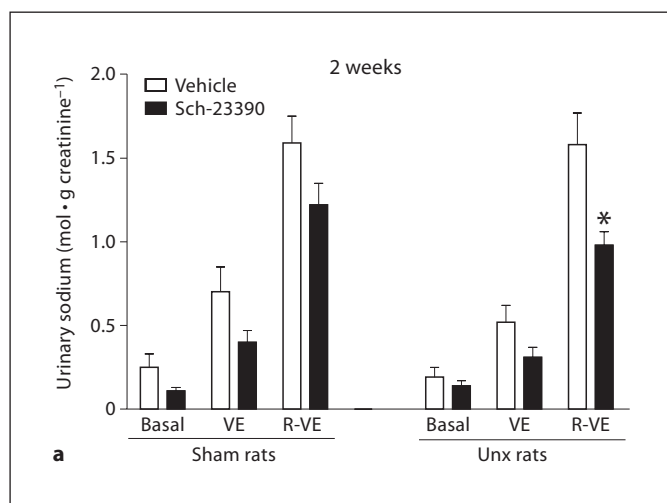 2 weeks
Vehicle
Sch-23390
Urinary sodium (mol • g creatinine⁻¹)
2.0
1.5
1.0
0.5
0
*
Basal VE R-VE Basal VE R-VE
a Sham rats Unx rats